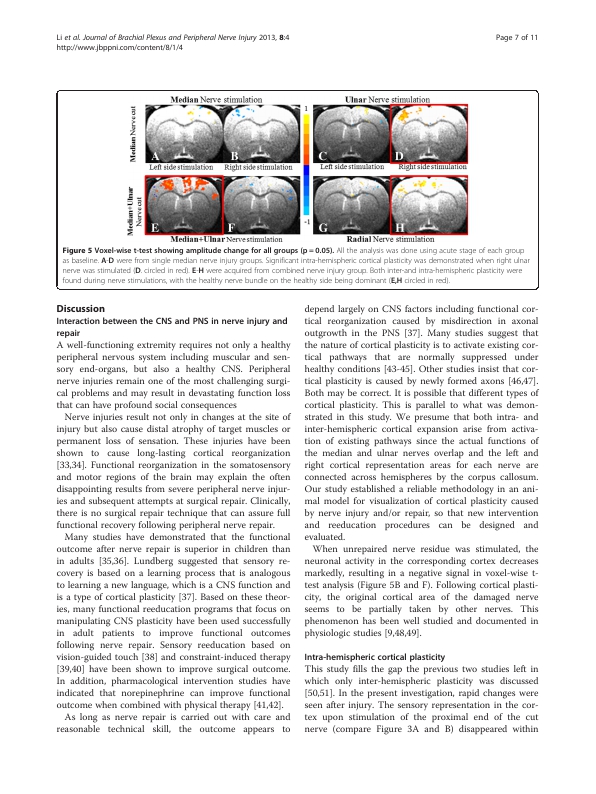 Li et al. Journal of Brachial Plexus and Peripheral Nerve Injury 2013, 8:4
http://www.jbppni.com/content/8/1/4
Page 7 of 11
Median Nerve stimulation
Ulnar Nerve stimulation
Median Nerve cut
A
B
1
C
D
Left side stimulation
Right side stimulation
Left side stimulation
Right side stimulation
Median+Ulnar
Nerve cut
E
F
-1
G
H
Median+Ulnar Nerve stimulation
Radial Nerve stimulation
Figure 5 Voxel-wise t-test showing amplitude change for all groups (p = 0.05). All the analysis was done using acute stage of each group
as baseline. A-D were from single median nerve injury groups. Significant intra-hemispheric cortical plasticity was demonstrated when right ulnar
nerve was stimulated (D. circled in red). E-H were acquired from combined nerve injury group. Both inter-and intra-hemispheric plasticity were
found during nerve stimulations, with the healthy nerve bundle on the healthy side being dominant (E,H circled in red).
Discussion
Interaction between the CNS and PNS in nerve injury and
repair
A well-functioning extremity requires not only a healthy
peripheral nervous system including muscular and sen-
sory end-organs, but also a healthy CNS. Peripheral
nerve injuries remain one of the most challenging surgi-
cal problems and may result in devastating function loss
that can have profound social consequences
Nerve injuries result not only in changes at the site of
injury but also cause distal atrophy of target muscles or
permanent loss of sensation. These injuries have been
shown to cause long-lasting cortical reorganization
[33,34]. Functional reorganization in the somatosensory
and motor regions of the brain may explain the often
disappointing results from severe peripheral nerve injur-
ies and subsequent attempts at surgical repair. Clinically,
there is no surgical repair technique that can assure full
functional recovery following peripheral nerve repair.
Many studies have demonstrated that the functional
outcome after nerve repair is superior in children than
in adults [35,36]. Lundberg suggested that sensory re-
covery is based on a learning process that is analogous
to learning a new language, which is a CNS function and
is a type of cortical plasticity [37]. Based on these theor-
ies, many functional reeducation programs that focus on
manipulating CNS plasticity have been used successfully
in adult patients to improve functional outcomes
following nerve repair. Sensory reeducation based on
vision-guided touch [38] and constraint-induced therapy
[39,40] have been shown to improve surgical outcome.
In addition, pharmacological intervention studies have
indicated that norepinephrine can improve functional
outcome when combined with physical therapy [41,42].
As long as nerve repair is carried out with care and
reasonable technical skill, the outcome appears to
depend largely on CNS factors including functional cor-
tical reorganization caused by misdirection in axonal
outgrowth in the PNS [37]. Many studies suggest that
the nature of cortical plasticity is to activate existing cor-
tical pathways that are normally suppressed under
healthy conditions [43-45]. Other studies insist that cor-
tical plasticity is caused by newly formed axons [46,47].
Both may be correct. It is possible that different types of
cortical plasticity. This is parallel to what was demon-
strated in this study. We presume that both intra- and
inter-hemispheric cortical expansion arise from activa-
tion of existing pathways since the actual functions of
the median and ulnar nerves overlap and the left and
right cortical representation areas for each nerve are
connected across hemispheres by the corpus callosum.
Our study established a reliable methodology in an ani-
mal model for visualization of cortical plasticity caused
by nerve injury and/or repair, so that new intervention
and reeducation procedures can be designed and
evaluated.
When unrepaired nerve residue was stimulated, the
neuronal activity in the corresponding cortex decreases
markedly, resulting in a negative signal in voxel-wise t-
test analysis (Figure 5B and F). Following cortical plasti-
city, the original cortical area of the damaged nerve
seems to be partially taken by other nerves. This
phenomenon has been well studied and documented in
physiologic studies [9,48,49].
Intra-hemispheric cortical plasticity
This study fills the gap the previous two studies left in
which only inter-hemispheric plasticity was discussed
[50,51]. In the present investigation, rapid changes were
seen after injury. The sensory representation in the cor-
tex upon stimulation of the proximal end of the cut
nerve (compare Figure 3A and B) disappeared within